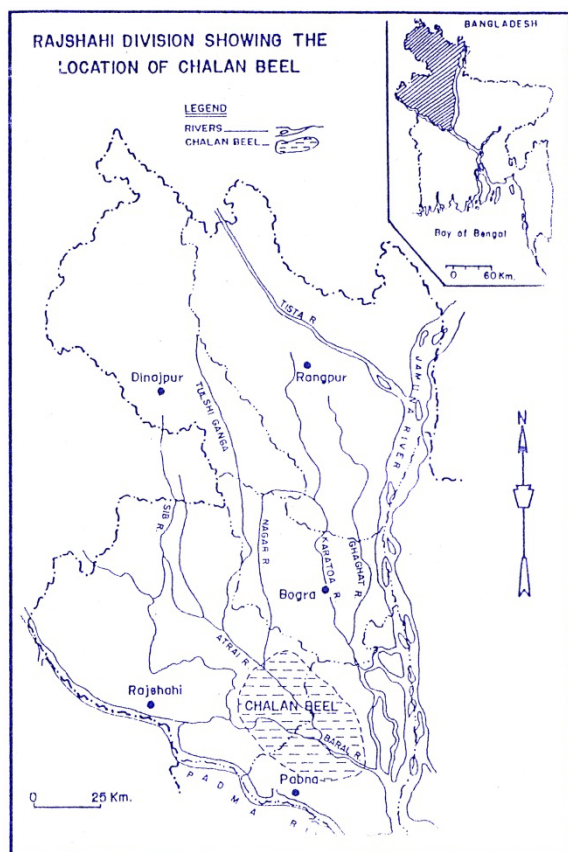 RAJSHAHI DIVISION SHOWING THE
LOCATION OF CHALAN BEEL
LEGEND
RIVERS
CHALAN BEEL
BANGLADESH
Bay of Bengal
0 60 Km.
TISTA R
JAMUNA RIVER
Dinajpur
Rangpur
TULSHI GANGA
N
SIB R.
NAGAR R
KARATOA R
GHAGHAT R
Bogra
ATRAI R
Rajshahi
CHALAN BEEL
BARAL R
Pabna
PADMA
0 25 Km.